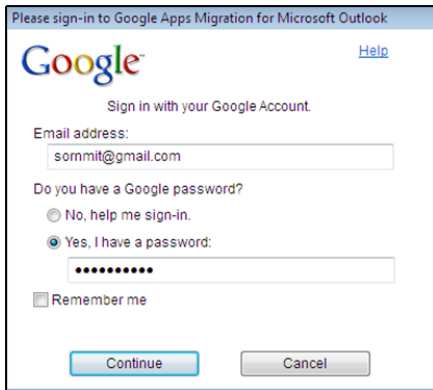 Please sign-in to Google Apps Migration for Microsoft Outlook
Google™
Help
Sign in with your Google Account.
Email address:
sornmit@gmail.com
Do you have a Google password?
No, help me sign-in.
Yes, I have a password:
••••••••••
Remember me
Continue
Cancel